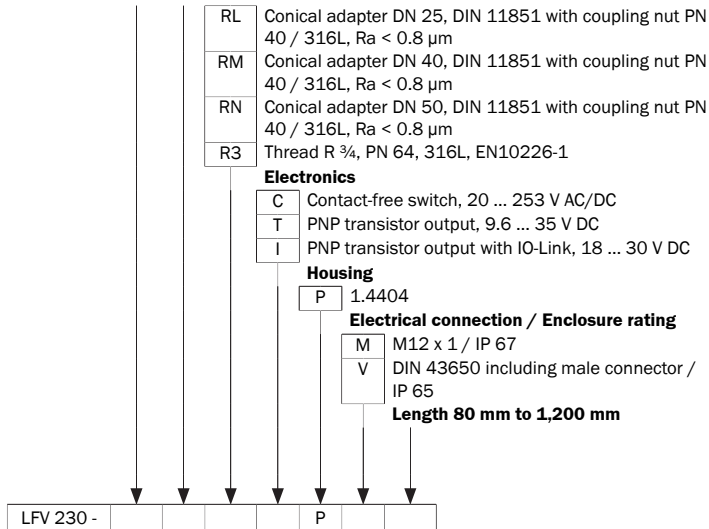 RL Conical adapter DN 25, DIN 11851 with coupling nut PN
40 / 316L, Ra < 0.8 µm
RM Conical adapter DN 40, DIN 11851 with coupling nut PN
40 / 316L, Ra < 0.8 µm
RN Conical adapter DN 50, DIN 11851 with coupling nut PN
40 / 316L, Ra < 0.8 µm
R3 Thread R ¾, PN 64, 316L, EN10226-1
Electronics
C Contact-free switch, 20 ... 253 V AC/DC
T PNP transistor output, 9.6 ... 35 V DC
I PNP transistor output with IO-Link, 18 ... 30 V DC
Housing
P 1.4404
Electrical connection / Enclosure rating
M M12 x 1 / IP 67
V DIN 43650 including male connector /
IP 65
Length 80 mm to 1,200 mm
LFV 230 - P